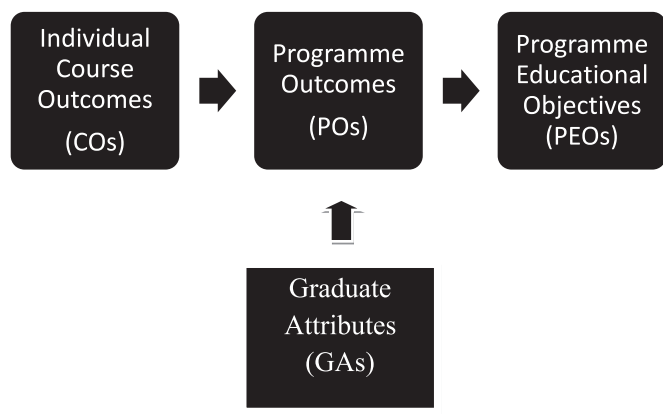 Individual
Course
Outcomes
(COs)
Programme
Outcomes
(POs)
Programme
Educational
Objectives
(PEOs)
Graduate
Attributes
(GAs)